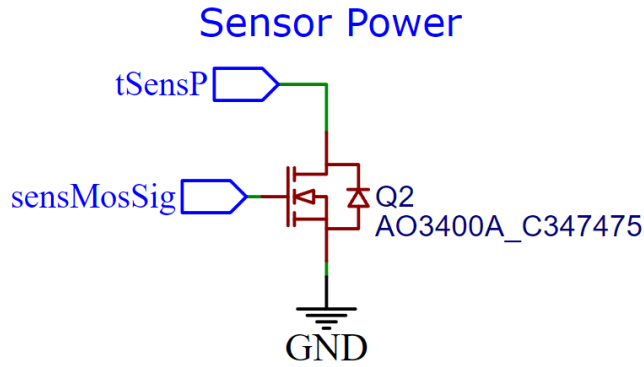 Sensor Power
tSensP
sensMosSig
Q2
AO3400A_C347475
GND